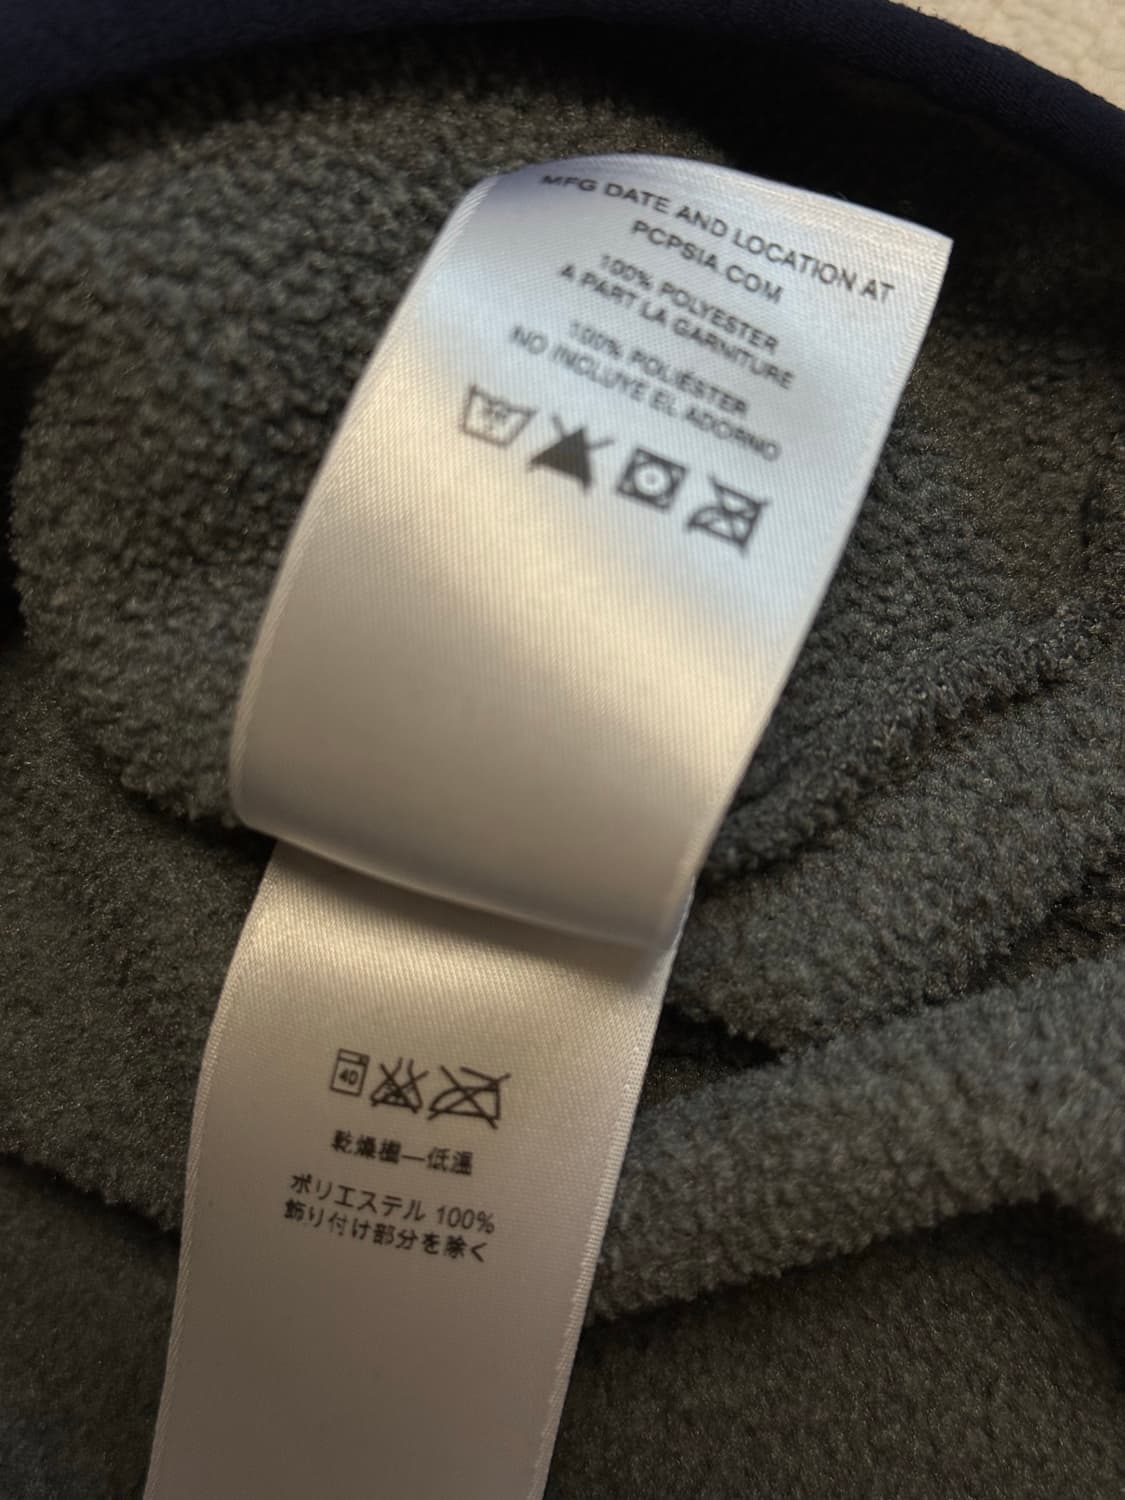 MFG DATE AND LOCATION AT
PCPSIA.COM
100% POLYESTER
A PART LA GARNITURE
100% POLIÉSTER
NO INCLUYE EL ADORNO
40
乾燥機—低温
ポリエステル 100%
飾り付け部分を除く